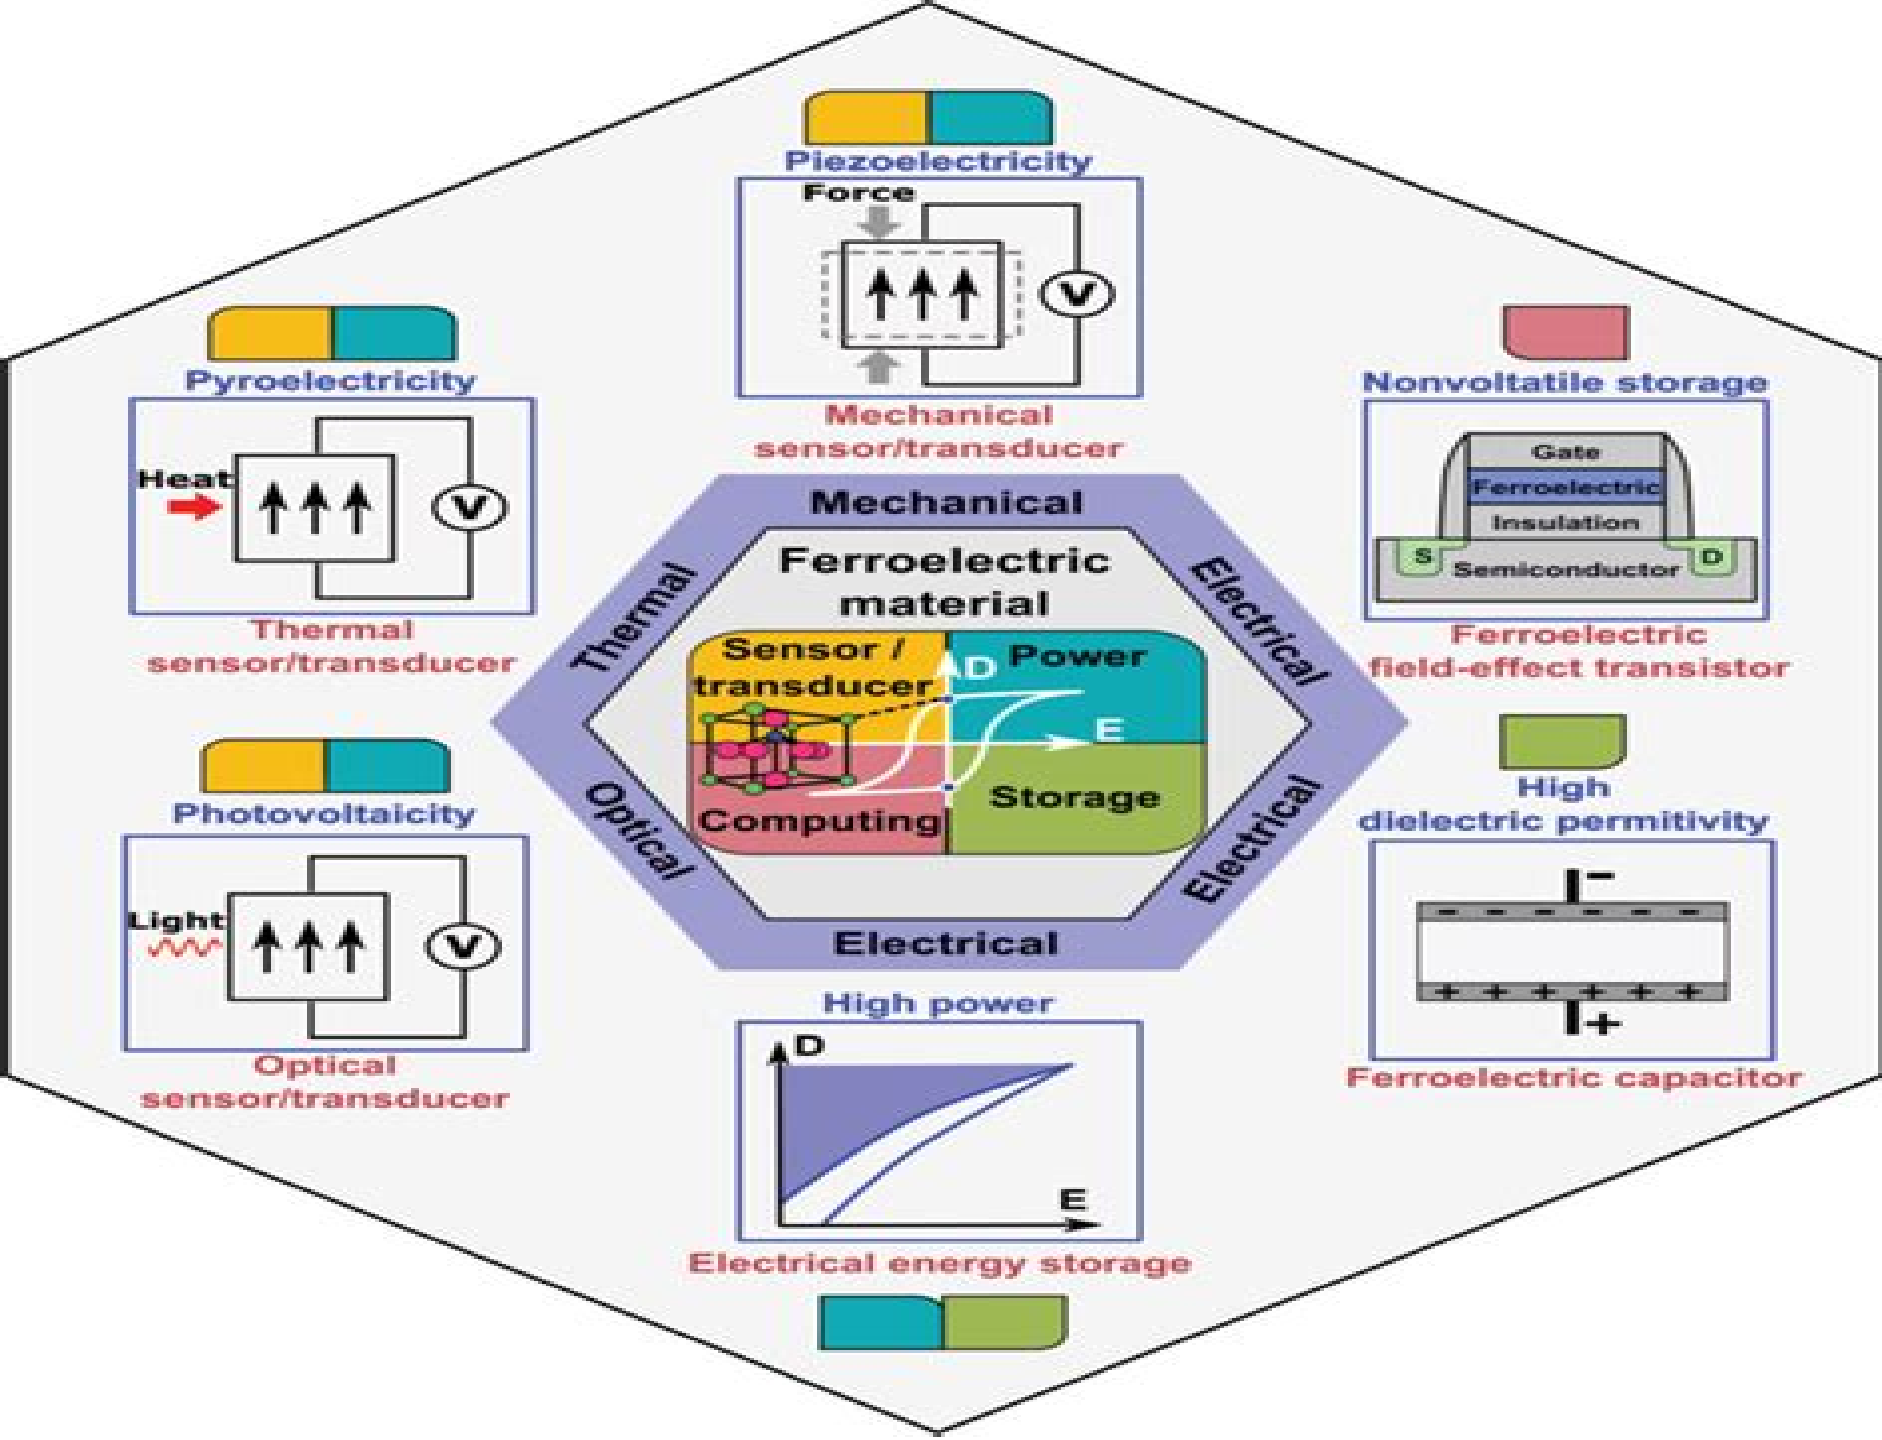 Piezoelectricity
Force
V
Mechanical
sensor/transducer
Pyroelectricity
Heat
V
Thermal
sensor/transducer
Nonvoltatile storage
Gate
Ferroelectric
Insulation
S
D
Semiconductor
Ferroelectric
field-effect transistor
Mechanical
Thermal
Electrical
Ferroelectric
material
Sensor /
transducer
Power
D
E
Computing
Storage
Optical
Electrical
Electrical
Photovoltaicity
Light
V
Optical
sensor/transducer
High
dielectric permitivity
-
- - - - - -
+ + + + + +
+
Ferroelectric capacitor
High power
D
E
Electrical energy storage